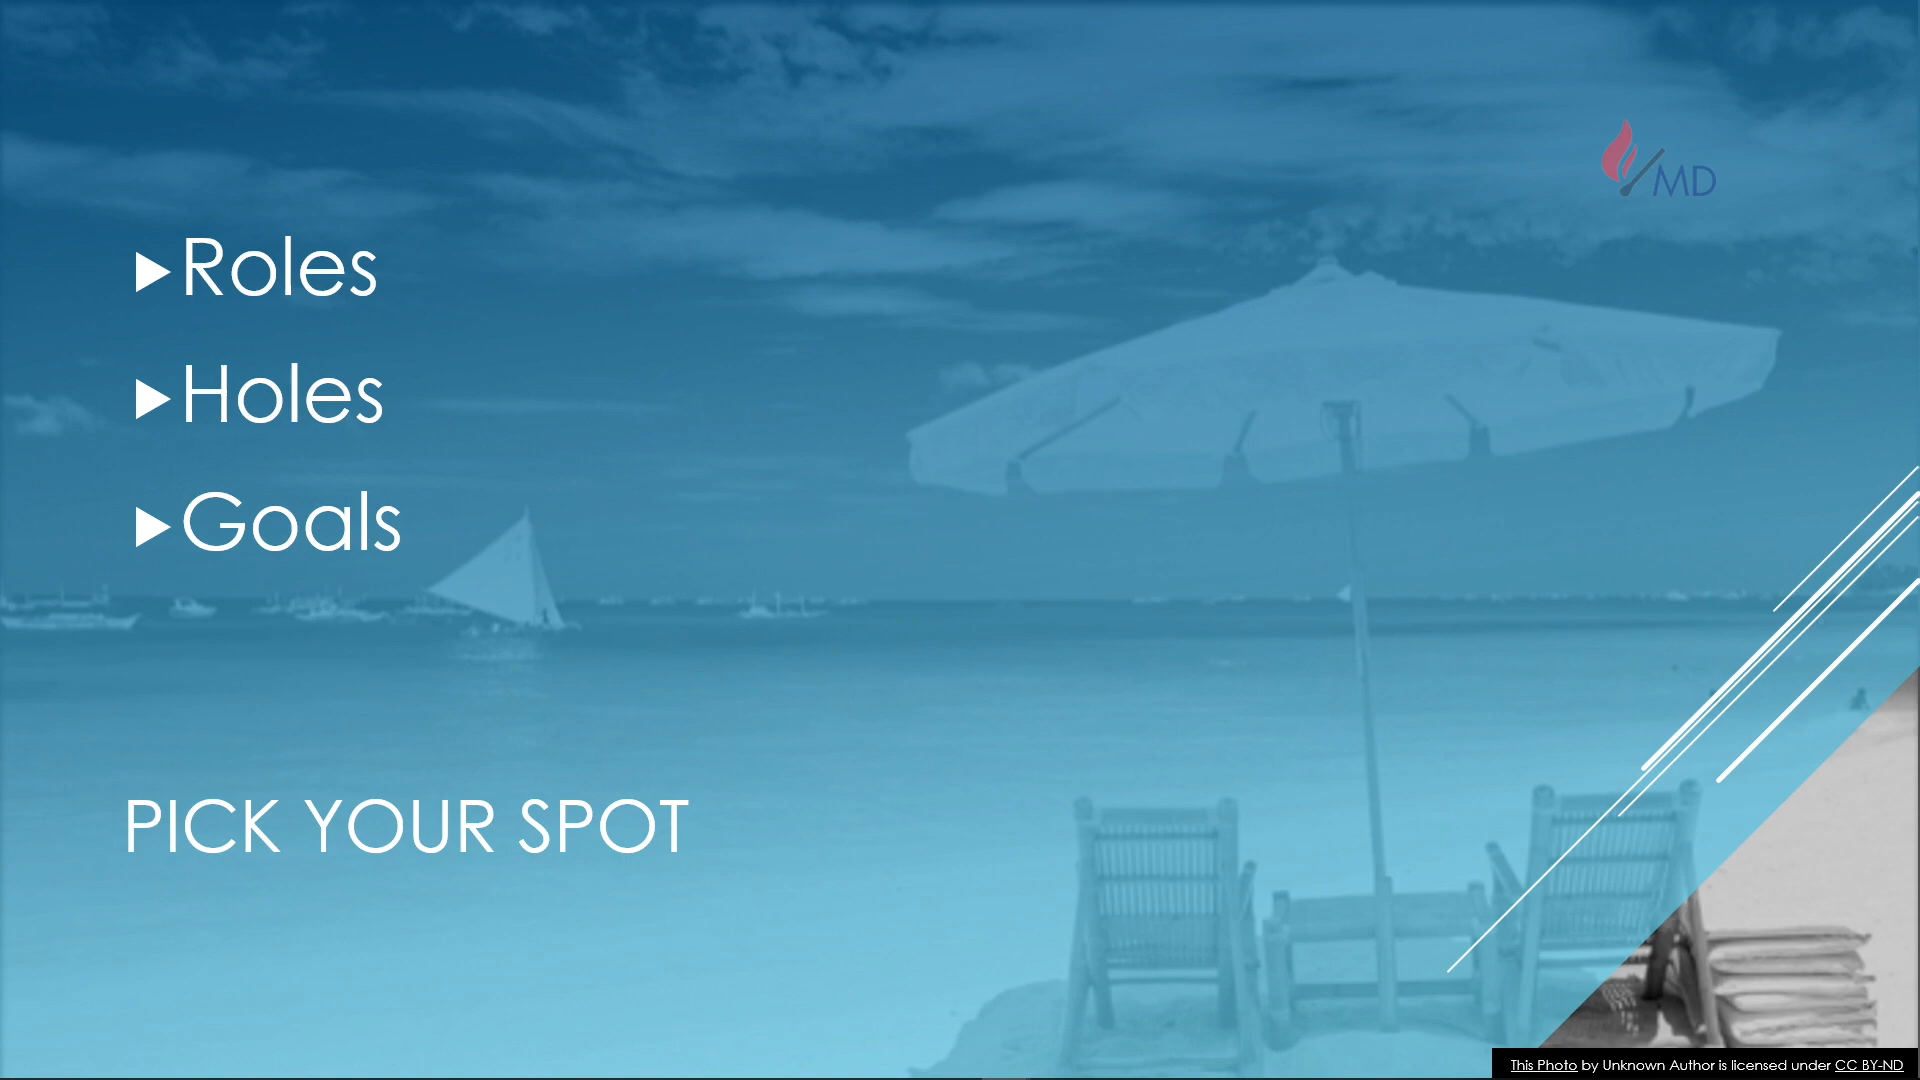 MD
Roles
Holes
Goals
PICK YOUR SPOT
This Photo by Unknown Author is licensed under CC BY-ND